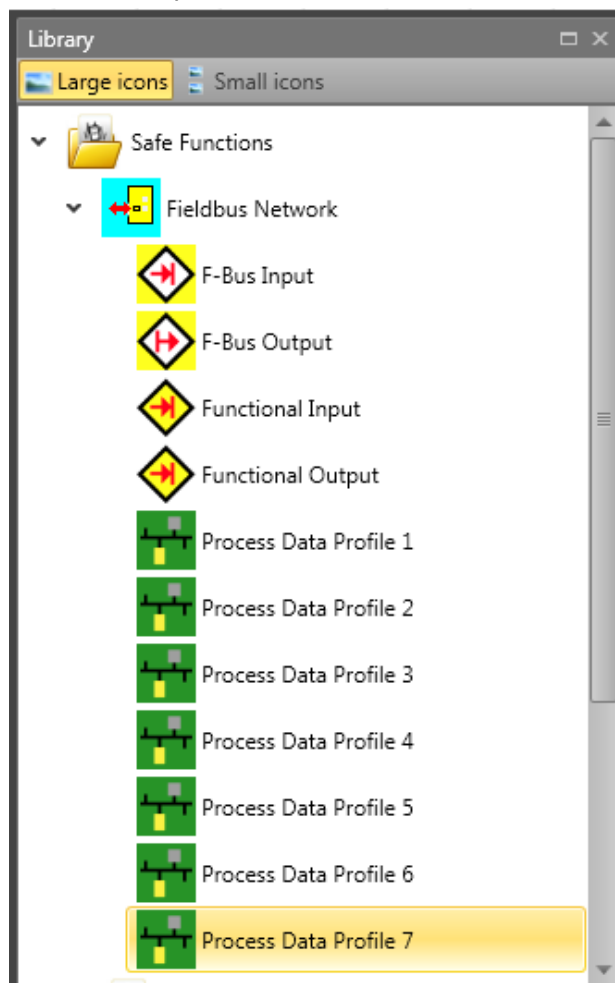 Library
Large icons Small icons
Safe Functions
Fieldbus Network
F-Bus Input
F-Bus Output
Functional Input
Functional Output
Process Data Profile 1
Process Data Profile 2
Process Data Profile 3
Process Data Profile 4
Process Data Profile 5
Process Data Profile 6
Process Data Profile 7